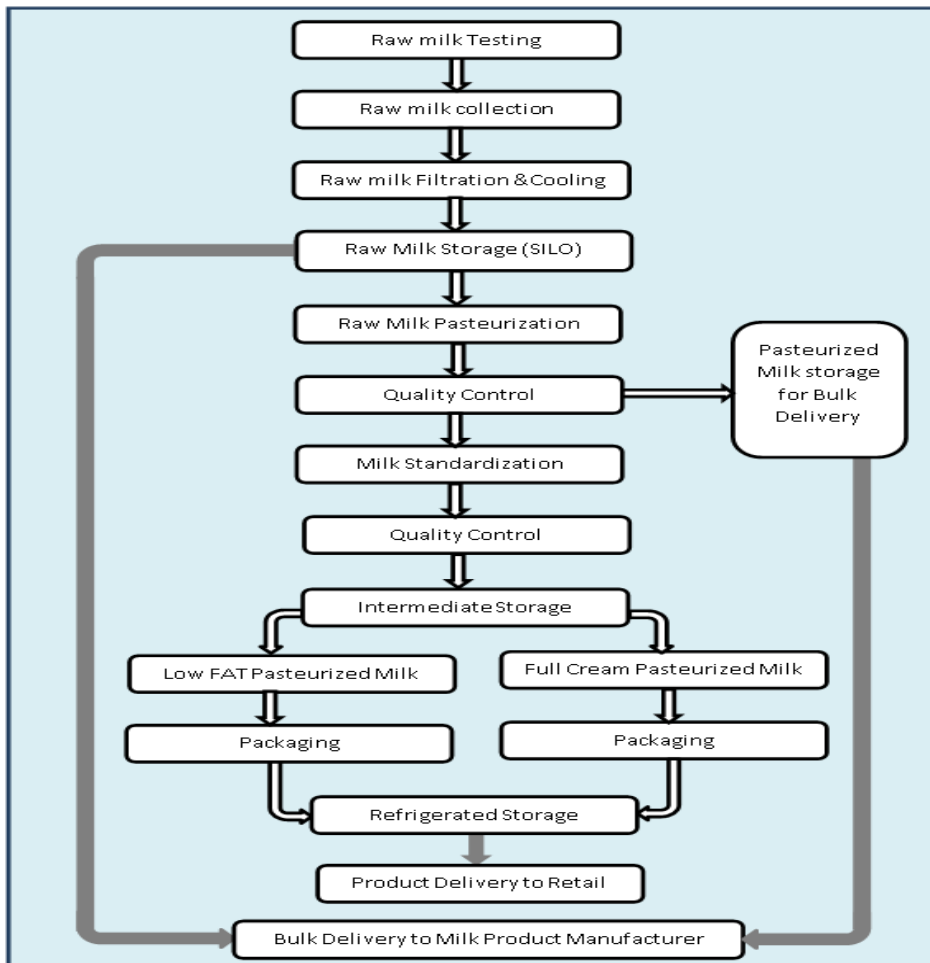 Raw milk Testing
Raw milk collection
Raw milk Filtration &Cooling
Raw Milk Storage (SILO)
Raw Milk Pasteurization
Quality Control
Pasteurized
Milk storage
for Bulk
Delivery
Milk Standardization
Quality Control
Intermediate Storage
Low FAT Pasteurized Milk
Full Cream Pasteurized Milk
Packaging
Packaging
Refrigerated Storage
Product Delivery to Retail
Bulk Delivery to Milk Product Manufacturer